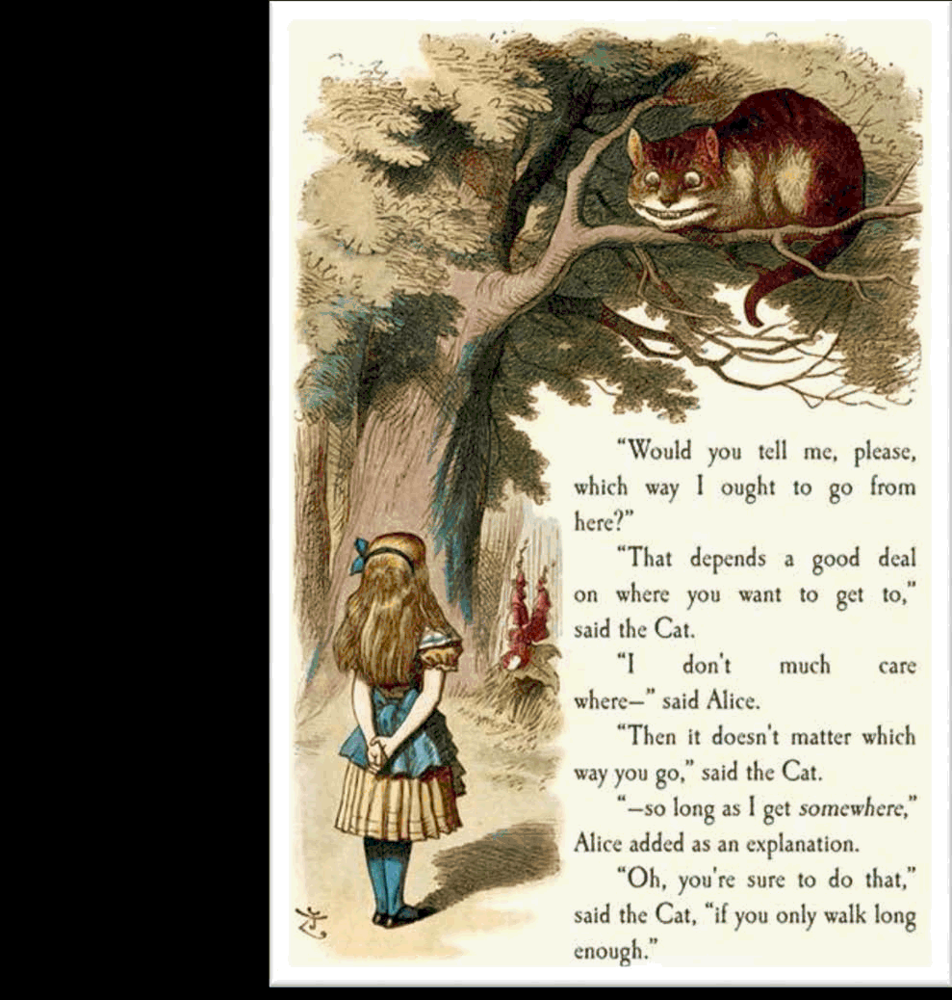 “Would you tell me, please,
which way I ought to go from
here?”
“That depends a good deal
on where you want to get to,”
said the Cat.
“I don't much care
where—” said Alice.
“Then it doesn't matter which
way you go,” said the Cat.
“—so long as I get somewhere,”
Alice added as an explanation.
“Oh, you're sure to do that,”
said the Cat, “if you only walk long
enough.”